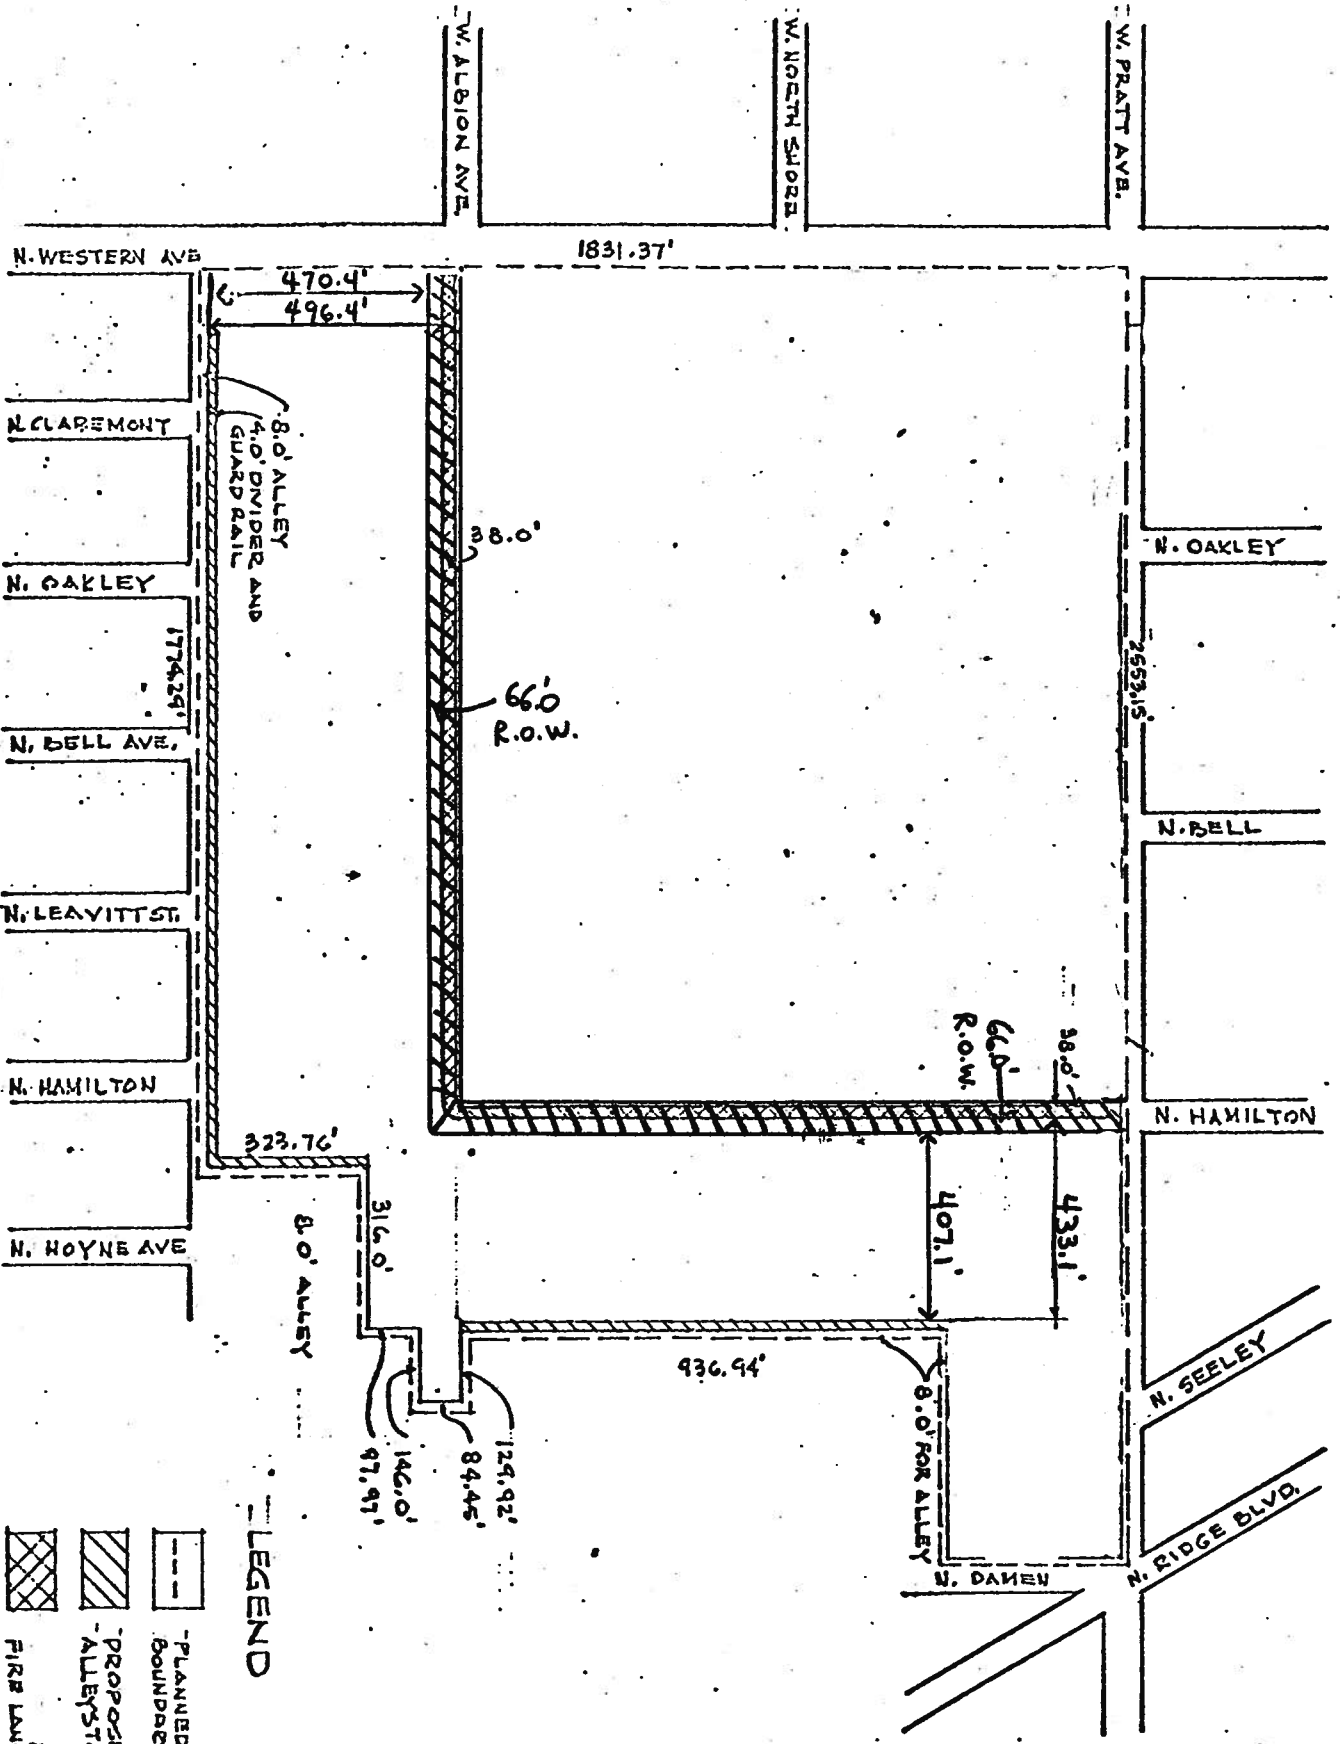 W. ALBION AVE.
W. NORTH SHORE.
W. PRATT AVE.
N. WESTERN AVE
1831.37'
470.4'
496.4'
N. CLAREMONT
8.0' ALLEY
4.0' DIVIDER AND
GUARD RAIL
38.0'
N. OAKLEY
N. OAKLEY
1774.29'
2553.15'
66.0'
R.O.W.
N. BELL AVE.
N. BELL
N. LEAVITT ST.
N. HAMILTON
38.0'
66.0'
R.O.W.
N. HAMILTON
323.76'
316.0'
8.0' ALLEY
407.1'
433.1'
N. HOYNE AVE
936.94'
8.0' FOR ALLEY
N. SEELEY
N. RIDGE BLVD.
N. DAMEN
129.92'
84.45'
146.0'
97.97'
LEGEND
PLANNED
PROPOS
FIRE LAN